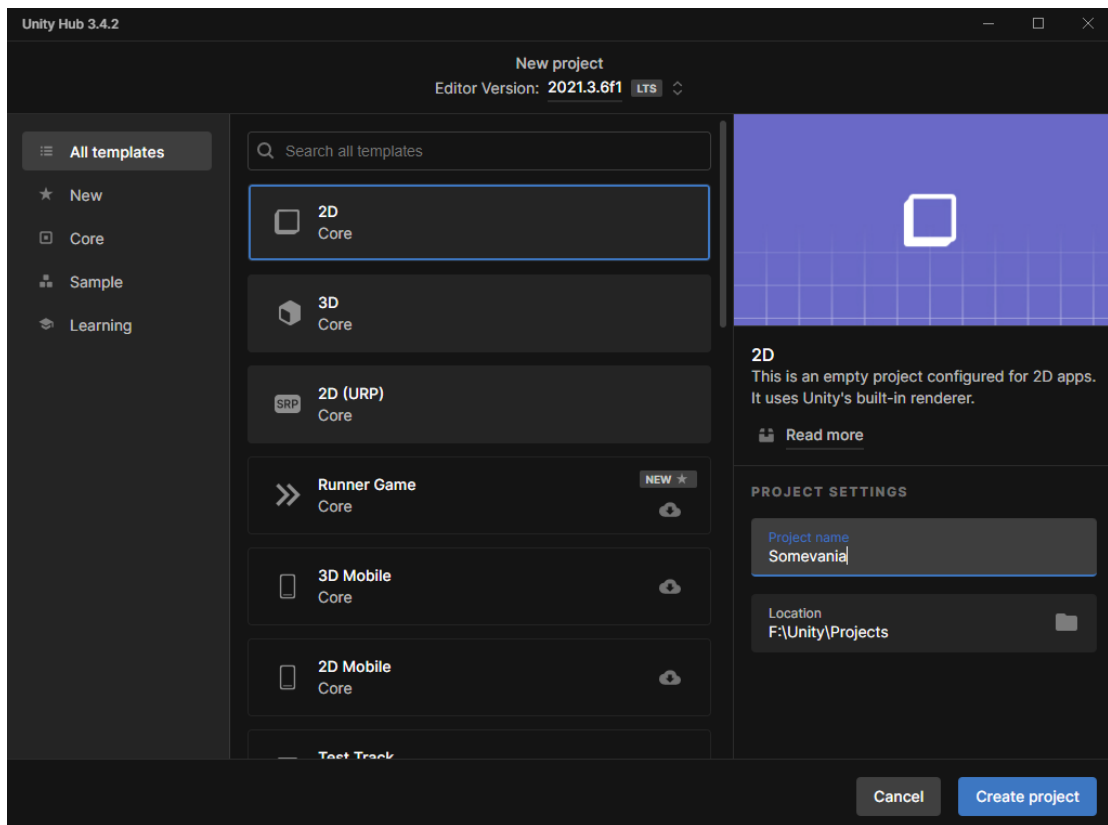 Unity Hub 3.4.2
New project
Editor Version: 2021.3.6f1 LTS
All templates
New
Core
Sample
Learning
Search all templates
2D
Core
3D
Core
SRP
2D (URP)
Core
Runner Game
Core
NEW
3D Mobile
Core
2D Mobile
Core
Test Track
2D
This is an empty project configured for 2D apps.
It uses Unity's built-in renderer.
Read more
PROJECT SETTINGS
Project name
Somevania
Location
F:\Unity\Projects
Cancel
Create project